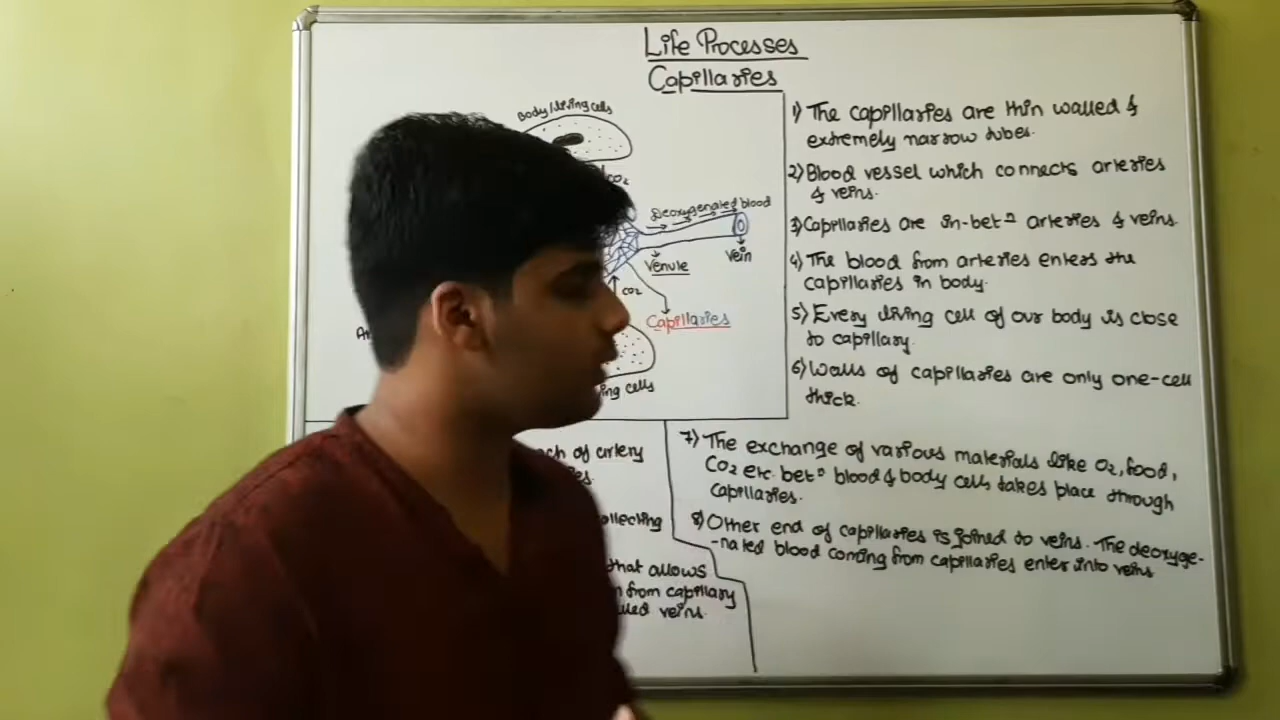 Life Processes
Capillaries
Body/living cells
CO2
Deoxygenated blood
Vein
Venule
CO2
Capillaries
cells
1) The capillaries are thin walled &
extremely narrow tubes.
2) Blood vessel which connects arteries
& veins.
3) Capillaries are in-betⁿ arteries & veins.
4) The blood from arteries enters the
capillaries in body.
5) Every living cell of our body is close
to capillary.
6) Walls of capillaries are only one-cell
thick.
of artery
collecting
that allows
from capillary
veins.
7) The exchange of various materials like O2, food,
CO2 etc. betⁿ blood & body cells takes place through
capillaries.
8) Other end of capillaries is joined to veins. The deoxyge-
-nated blood coming from capillaries enter into veins